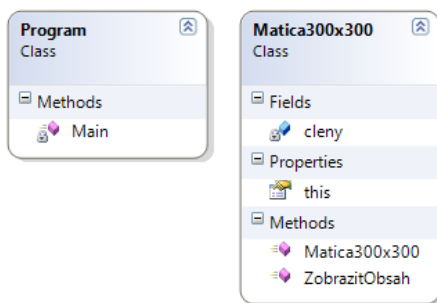 Program
Class
Methods
Main
Matica300x300
Class
Fields
cleny
Properties
this
Methods
Matica300x300
ZobrazitObsah